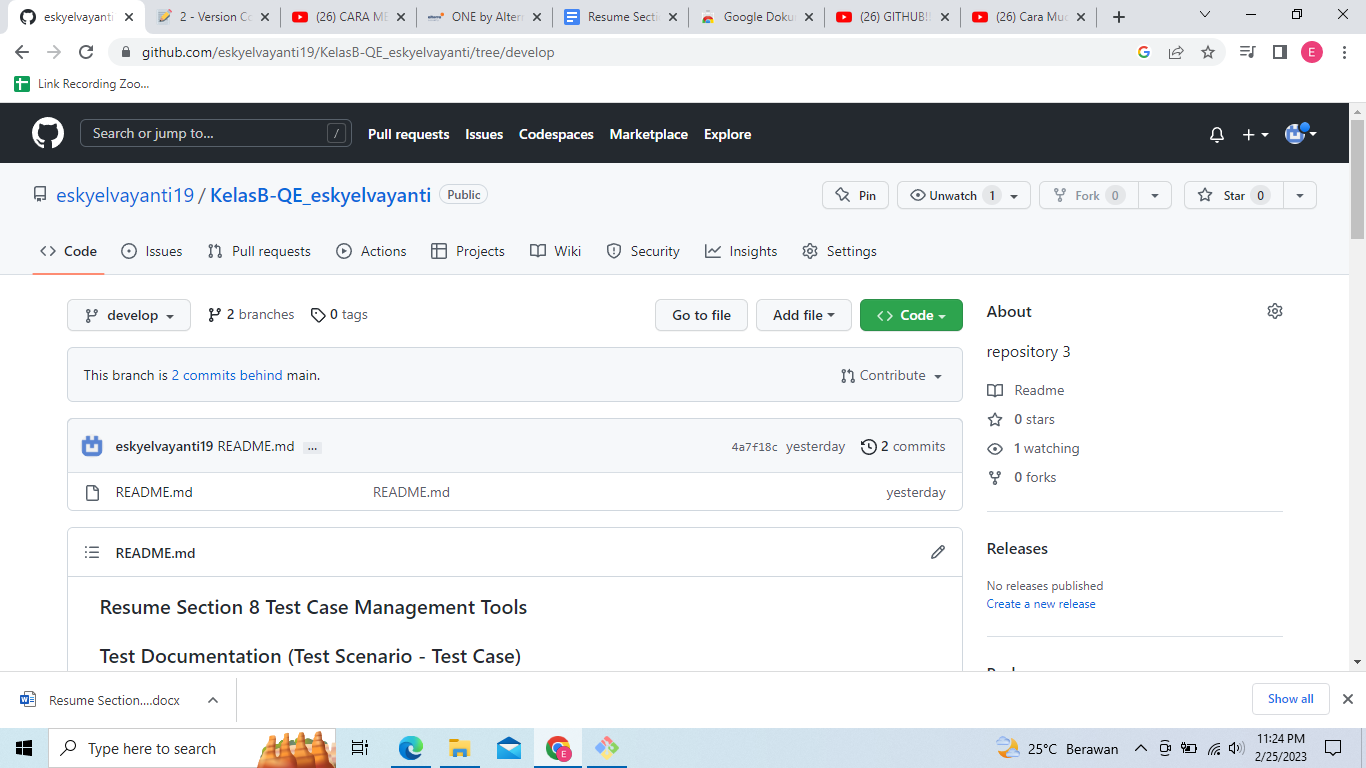 eskyelvayanti
2 - Version Co
(26) CARA ME
ONE by Alterr
Resume Secti
Google Dokun
(26) GITHUB!!
(26) Cara Muc
github.com/eskyelvayanti19/KelasB-QE_eskyelvayanti/tree/develop
E
Link Recording Zoo...
Search or jump to...
/
Pull requests
Issues
Codespaces
Marketplace
Explore
eskyelvayanti19 / KelasB-QE_eskyelvayanti
Public
Pin
Unwatch 1
Fork 0
Star 0
Code
Issues
Pull requests
Actions
Projects
Wiki
Security
Insights
Settings
develop
2 branches
0 tags
Go to file
Add file
Code
This branch is 2 commits behind main.
Contribute
eskyelvayanti19 README.md ...
4a7f18c yesterday
2 commits
README.md
README.md
yesterday
README.md
Resume Section 8 Test Case Management Tools
Test Documentation (Test Scenario - Test Case)
About
repository 3
Readme
0 stars
1 watching
0 forks
Releases
No releases published
Create a new release
Resume Section....docx
Show all
Type here to search
E
25°C Berawan
11:24 PM
2/25/2023